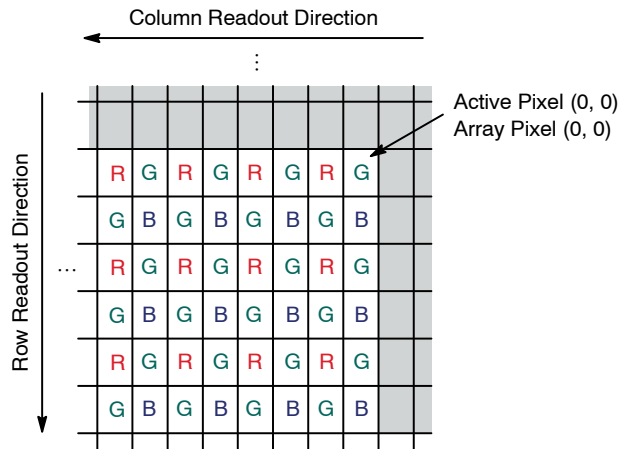 Column Readout Direction
⋮
Active Pixel (0, 0)
Array Pixel (0, 0)
Row Readout Direction
R G R G R G R G
G B G B G B G B
... R G R G R G R G
G B G B G B G B
R G R G R G R G
G B G B G B G B